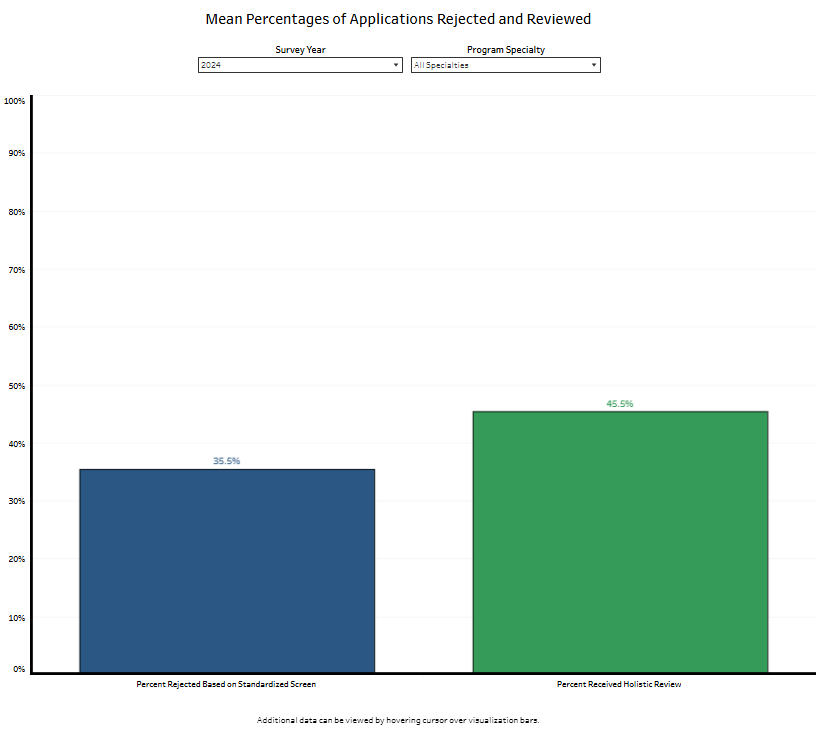 Mean Percentages of Applications Rejected and Reviewed
Survey Year Program Specialty
2024 All Specialties
100%
90%
80%
70%
60%
50%
45.5%
40%
35.5%
30%
20%
10%
0%
Percent Rejected Based on Standardized Screen Percent Received Holistic Review
Additional data can be viewed by hovering cursor over visualization bars.